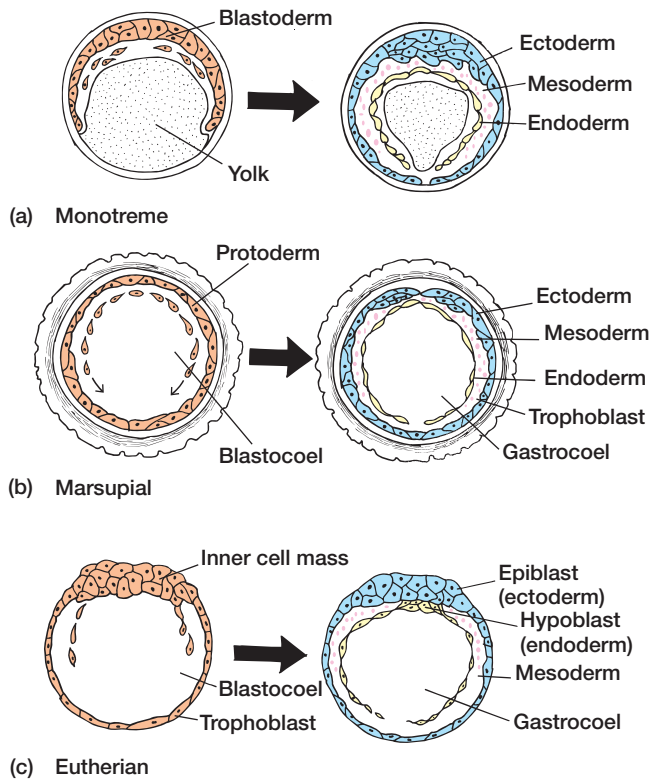 Blastoderm
Ectoderm
Mesoderm
Endoderm
Yolk
(a) Monotreme
Protoderm
Ectoderm
Mesoderm
Endoderm
Trophoblast
Blastocoel
Gastrocoel
(b) Marsupial
Inner cell mass
Epiblast
(ectoderm)
Hypoblast
(endoderm)
Mesoderm
Blastocoel
Gastrocoel
Trophoblast
(c) Eutherian